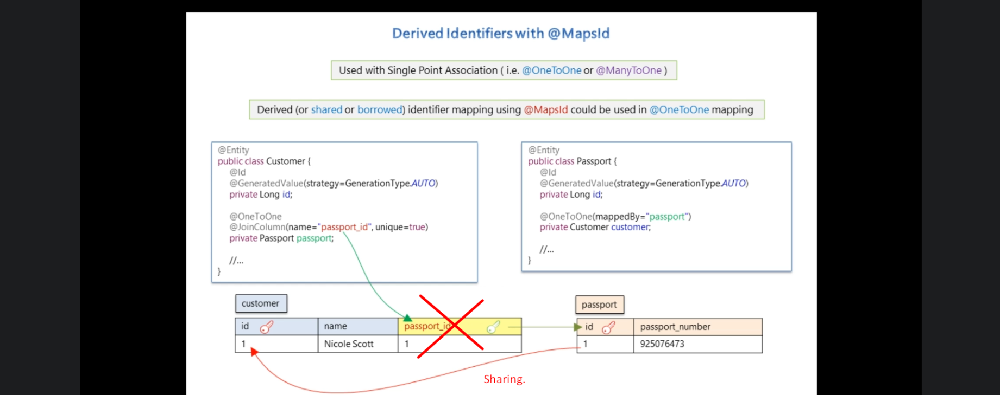 Derived Identifiers with @MapsId
Used with Single Point Association ( i.e. @OneToOne or @ManyToOne )
Derived (or shared or borrowed) identifier mapping using @MapsId could be used in @OneToOne mapping
@Entity
public class Customer {
@Id
@GeneratedValue(strategy=GenerationType.AUTO)
private Long id;
@OneToOne
@JoinColumn(name="passport_id", unique=true)
private Passport passport;
//...
}
@Entity
public class Passport {
@Id
@GeneratedValue(strategy=GenerationType.AUTO)
private Long id;
@OneToOne(mappedBy="passport")
private Customer customer;
//...
}
customer
id name passport_id
1 Nicole Scott 1
passport
id passport_number
1 925076473
Sharing.